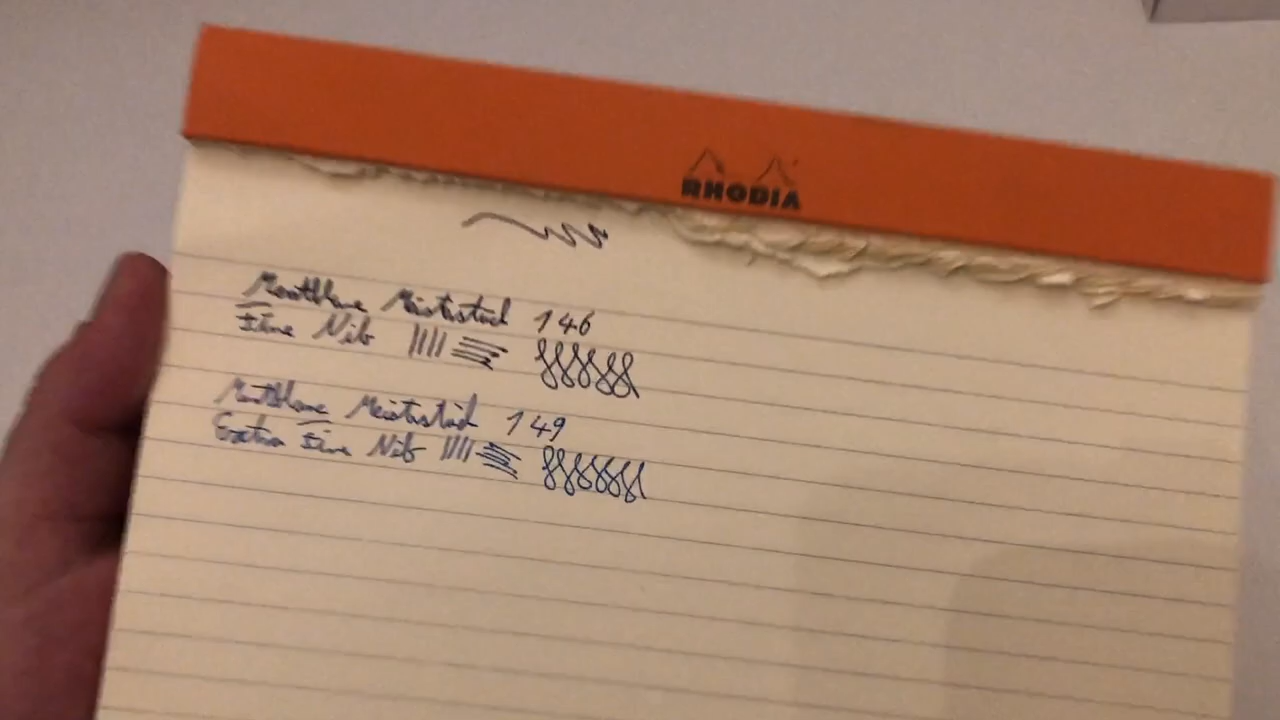 RHODIA
Montblanc Meisterstück 146
Fine Nib
Montblanc Meisterstück 149
Extra Fine Nib